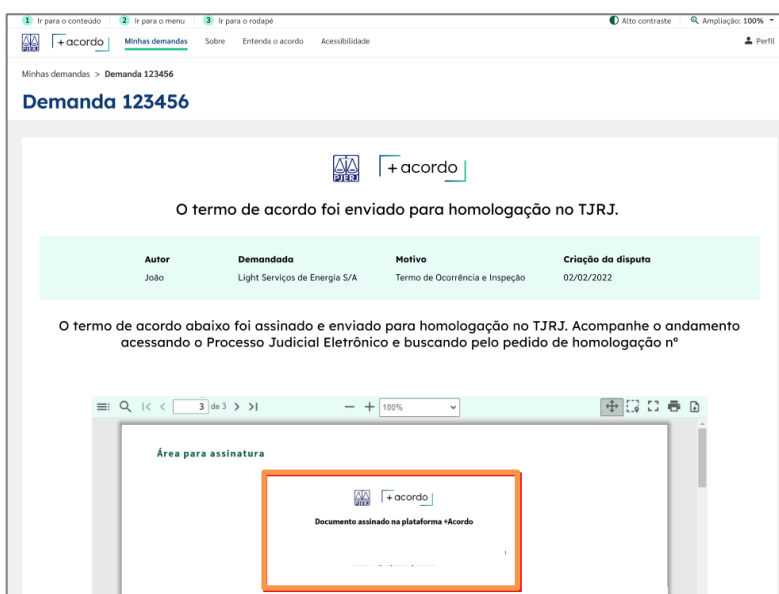 1 Ir para o conteúdo 2 Ir para o menu 3 Ir para o rodapé Alto contraste Ampliação: 100%
PJERJ +acordo Minhas demandas Sobre Entenda o acordo Acessibilidade Perfil
Minhas demandas > Demanda 123456
Demanda 123456
PJERJ +acordo
O termo de acordo foi enviado para homologação no TJRJ.
Autor Demandada Motivo Criação da disputa
João Light Serviços de Energia S/A Termo de Ocorrência e Inspeção 02/02/2022
O termo de acordo abaixo foi assinado e enviado para homologação no TJRJ. Acompanhe o andamento
acessando o Processo Judicial Eletrônico e buscando pelo pedido de homologação nº
3 de 3 100%
Área para assinatura
PJERJ +acordo
Documento assinado na plataforma +Acordo